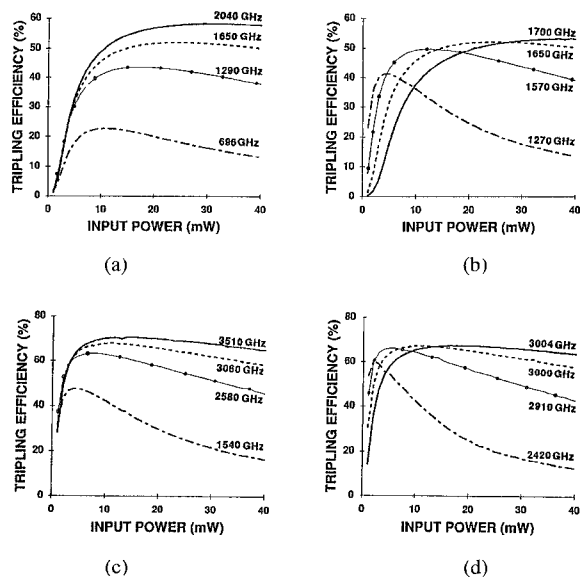 TRIPLING EFFICIENCY (%)
60
50
40
30
20
10
0
2040 GHz
1650 GHz
1290 GHz
696 GHz
0 10 20 30 40
INPUT POWER (mW)
(a)
TRIPLING EFFICIENCY (%)
60
50
40
30
20
10
0
1700 GHz
1650 GHz
1570 GHz
1270 GHz
0 10 20 30 40
INPUT POWER (mW)
(b)
TRIPLING EFFICIENCY (%)
80
60
40
20
0
3510 GHz
3060 GHz
2580 GHz
1540 GHz
0 10 20 30 40
INPUT POWER (mW)
(c)
TRIPLING EFFICIENCY (%)
80
60
40
20
0
3004 GHz
3000 GHz
2910 GHz
2420 GHz
0 10 20 30 40
INPUT POWER (mW)
(d)